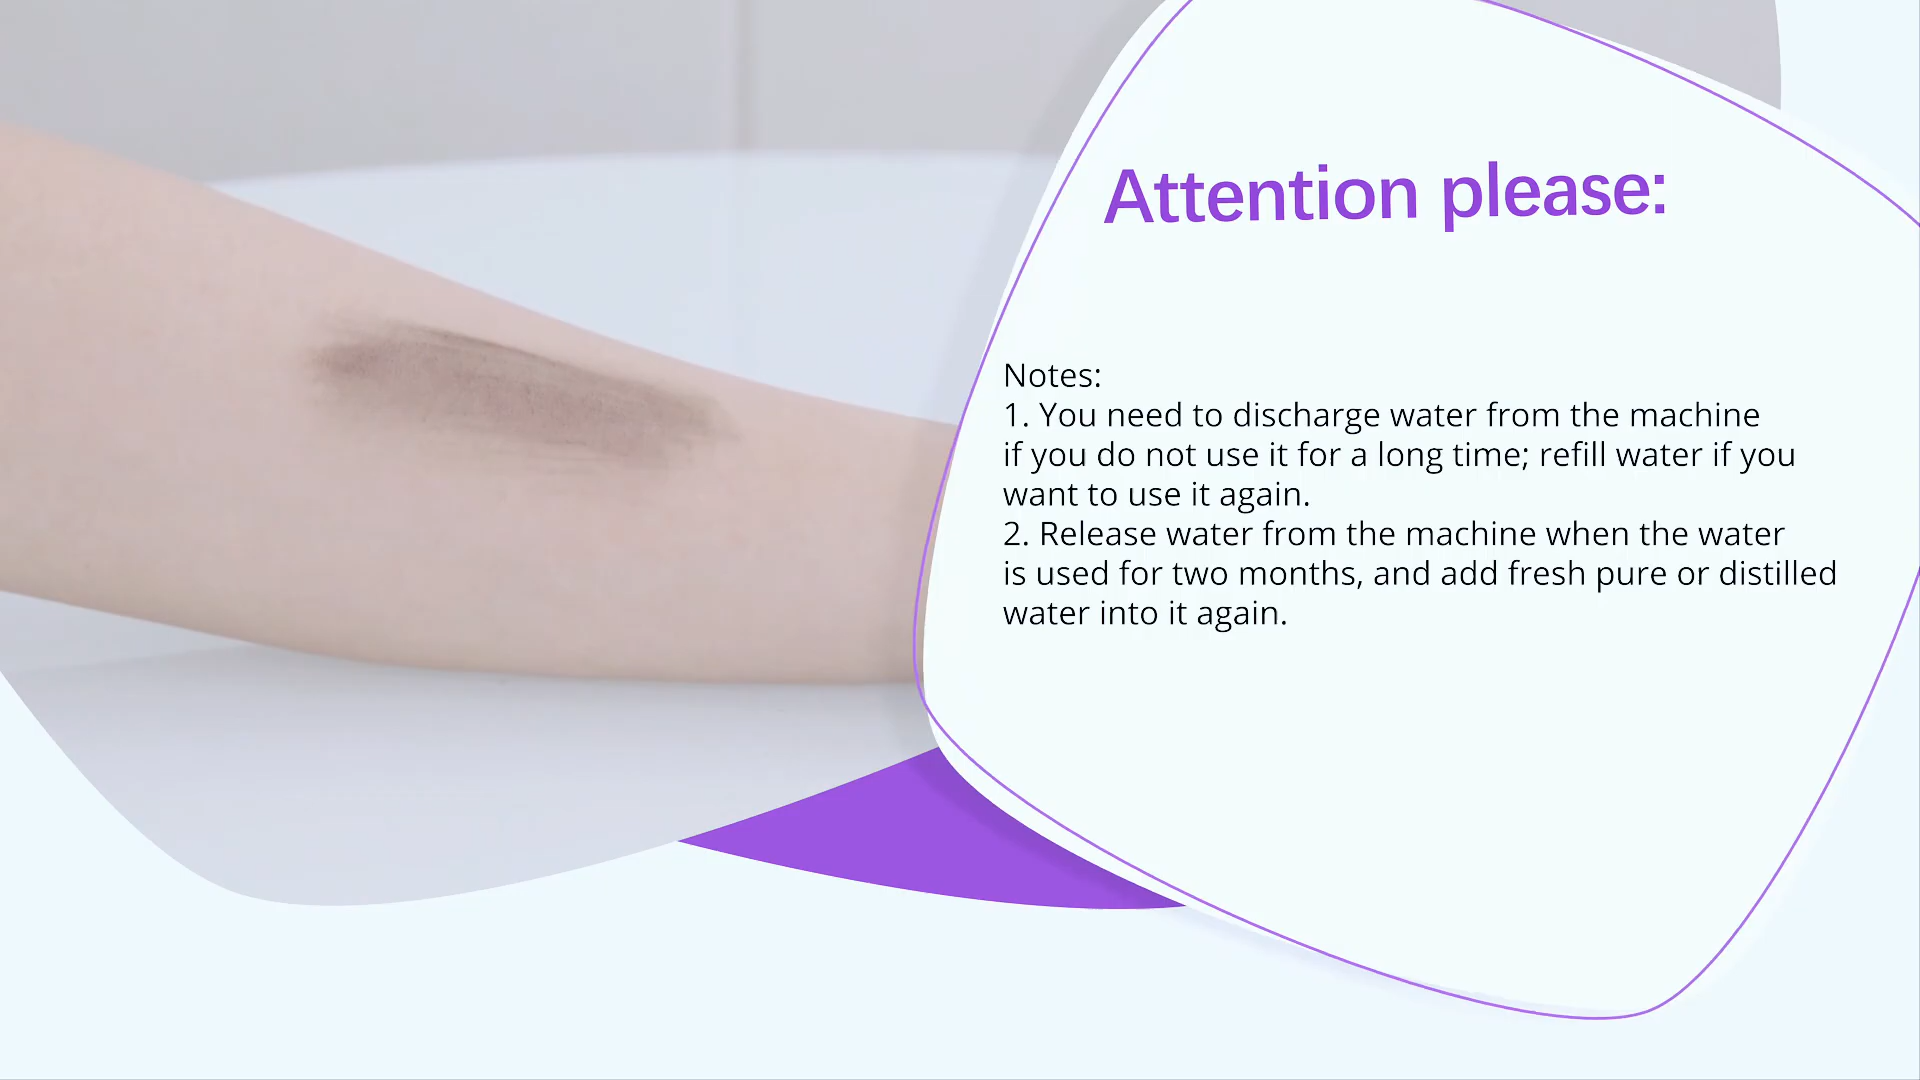 Attention please:
Notes:
1. You need to discharge water from the machine
if you do not use it for a long time; refill water if you
want to use it again.
2. Release water from the machine when the water
is used for two months, and add fresh pure or distilled
water into it again.